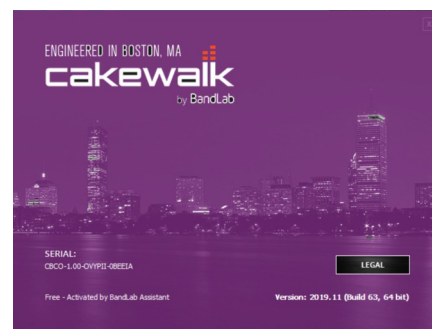 ENGINEERED IN BOSTON, MA
cakewalk
by BandLab
SERIAL:
CBCO-1.00-OVYPII-0BEEIA
LEGAL
Free - Activated by BandLab Assistant
Version: 2019.11 (Build 63, 64 bit)